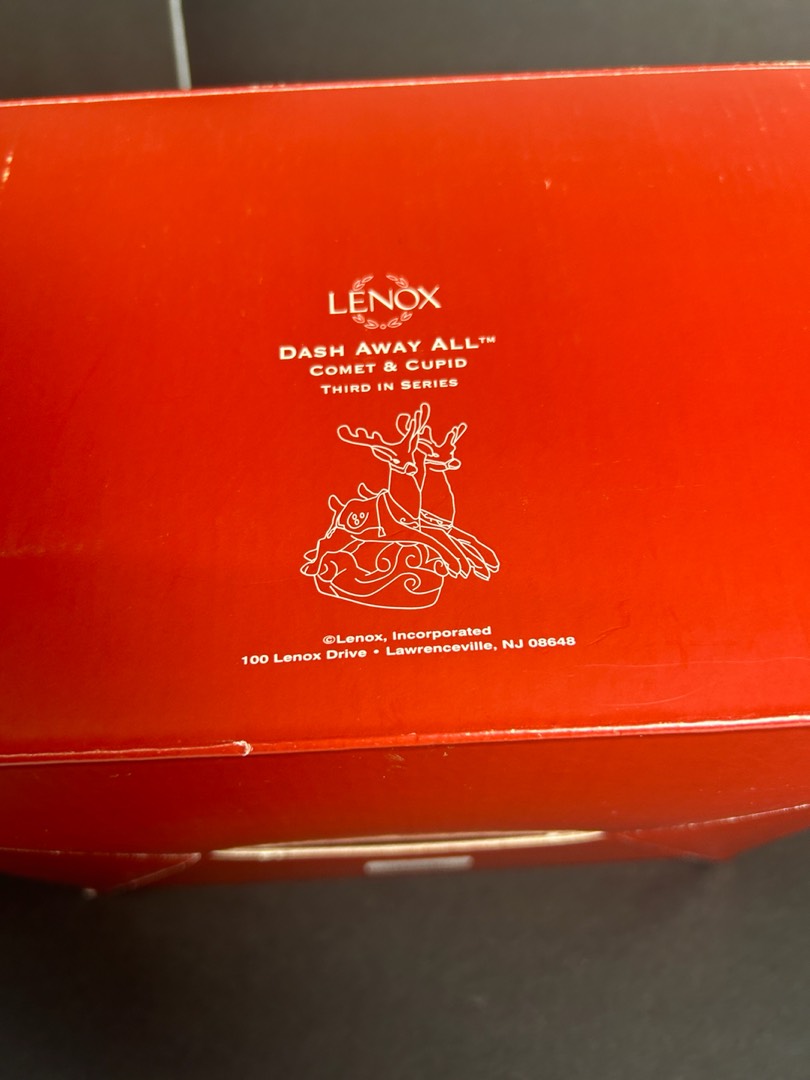 LENOX
DASH AWAY ALL™
COMET & CUPID
THIRD IN SERIES
©Lenox, Incorporated
100 Lenox Drive • Lawrenceville, NJ 08648